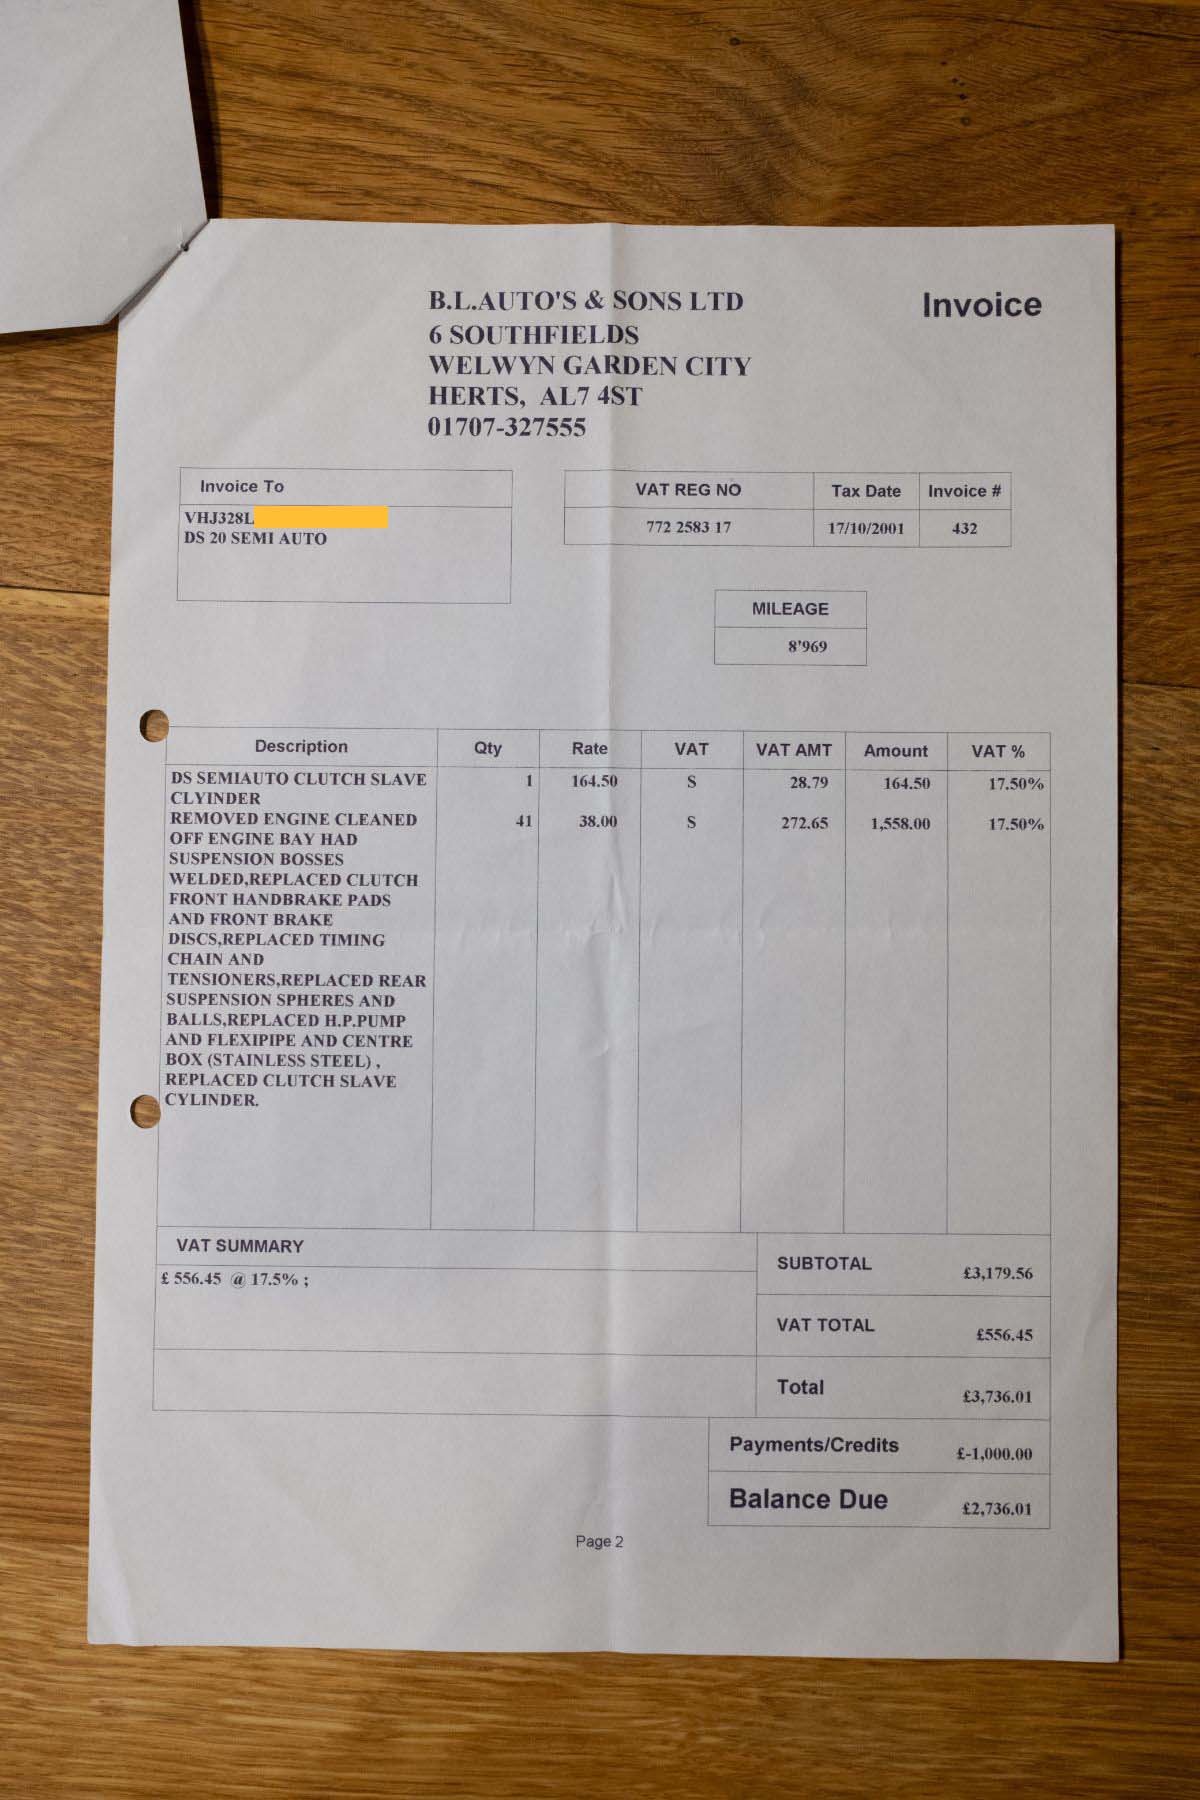 B.L.AUTO'S & SONS LTD
Invoice
6 SOUTHFIELDS
WELWYN GARDEN CITY
HERTS, AL7 4ST
01707-327555
Invoice To
VHJ328L
DS 20 SEMI AUTO
VAT REG NO Tax Date Invoice #
772 2583 17 17/10/2001 432
MILEAGE
8'969
Description Qty Rate VAT VAT AMT Amount VAT %
DS SEMIAUTO CLUTCH SLAVE 1 164.50 S 28.79 164.50 17.50%
CLYINDER
REMOVED ENGINE CLEANED 41 38.00 S 272.65 1,558.00 17.50%
OFF ENGINE BAY HAD
SUSPENSION BOSSES
WELDED,REPLACED CLUTCH
FRONT HANDBRAKE PADS
AND FRONT BRAKE
DISCS,REPLACED TIMING
CHAIN AND
TENSIONERS,REPLACED REAR
SUSPENSION SPHERES AND
BALLS,REPLACED H.P.PUMP
AND FLEXIPIPE AND CENTRE
BOX (STAINLESS STEEL) ,
REPLACED CLUTCH SLAVE
CYLINDER.
VAT SUMMARY
£ 556.45 @ 17.5% ;
SUBTOTAL £3,179.56
VAT TOTAL £556.45
Total £3,736.01
Payments/Credits £-1,000.00
Balance Due £2,736.01
Page 2